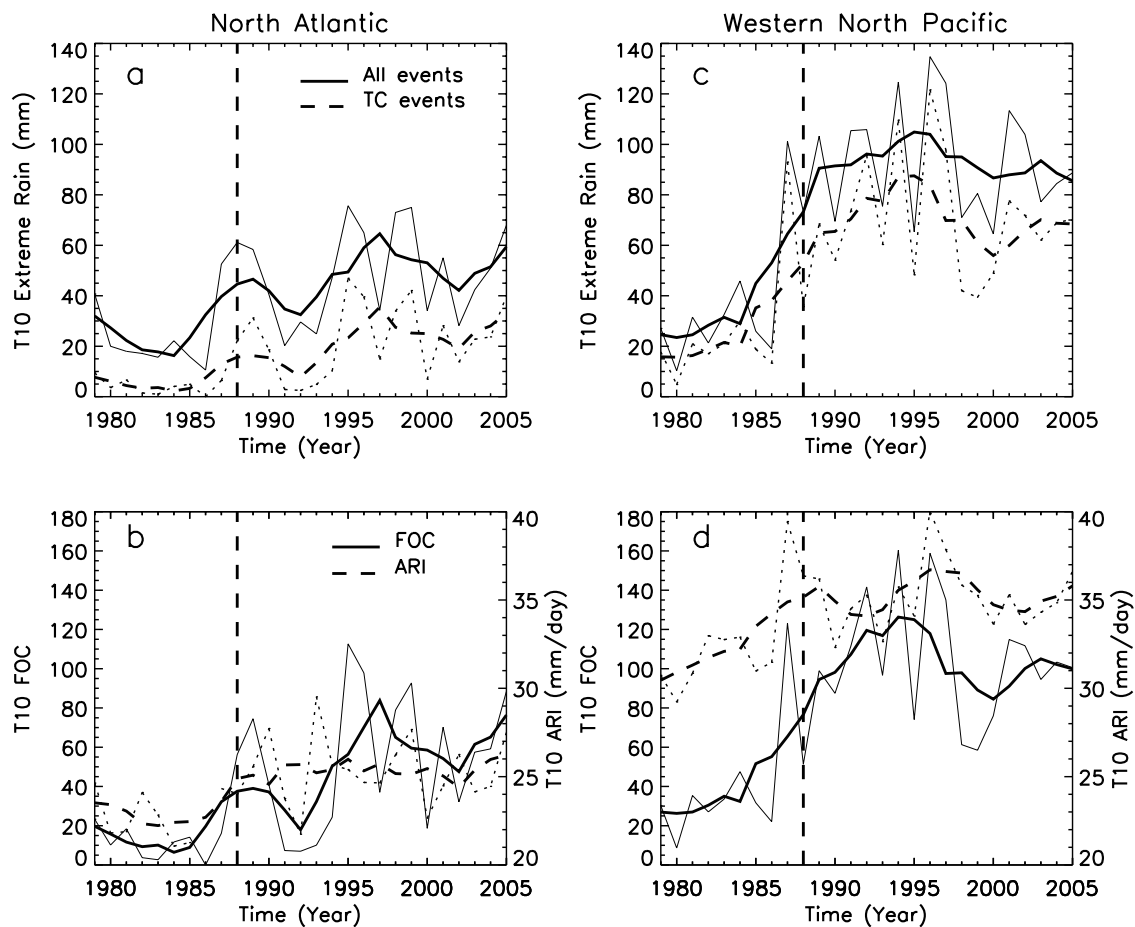 North Atlantic
T10 Extreme Rain (mm)
140
120
100
80
60
40
20
0
a
All events
TC events
1980 1985 1990 1995 2000 2005
Time (Year)
Western North Pacific
T10 Extreme Rain (mm)
140
120
100
80
60
40
20
0
c
1980 1985 1990 1995 2000 2005
Time (Year)
T10 FOC
180
160
140
120
100
80
60
40
20
0
b
FOC
ARI
40
35
30
25
20
T10 ARI (mm/day)
1980 1985 1990 1995 2000 2005
Time (Year)
T10 FOC
180
160
140
120
100
80
60
40
20
0
d
40
35
30
25
20
T10 ARI (mm/day)
1980 1985 1990 1995 2000 2005
Time (Year)